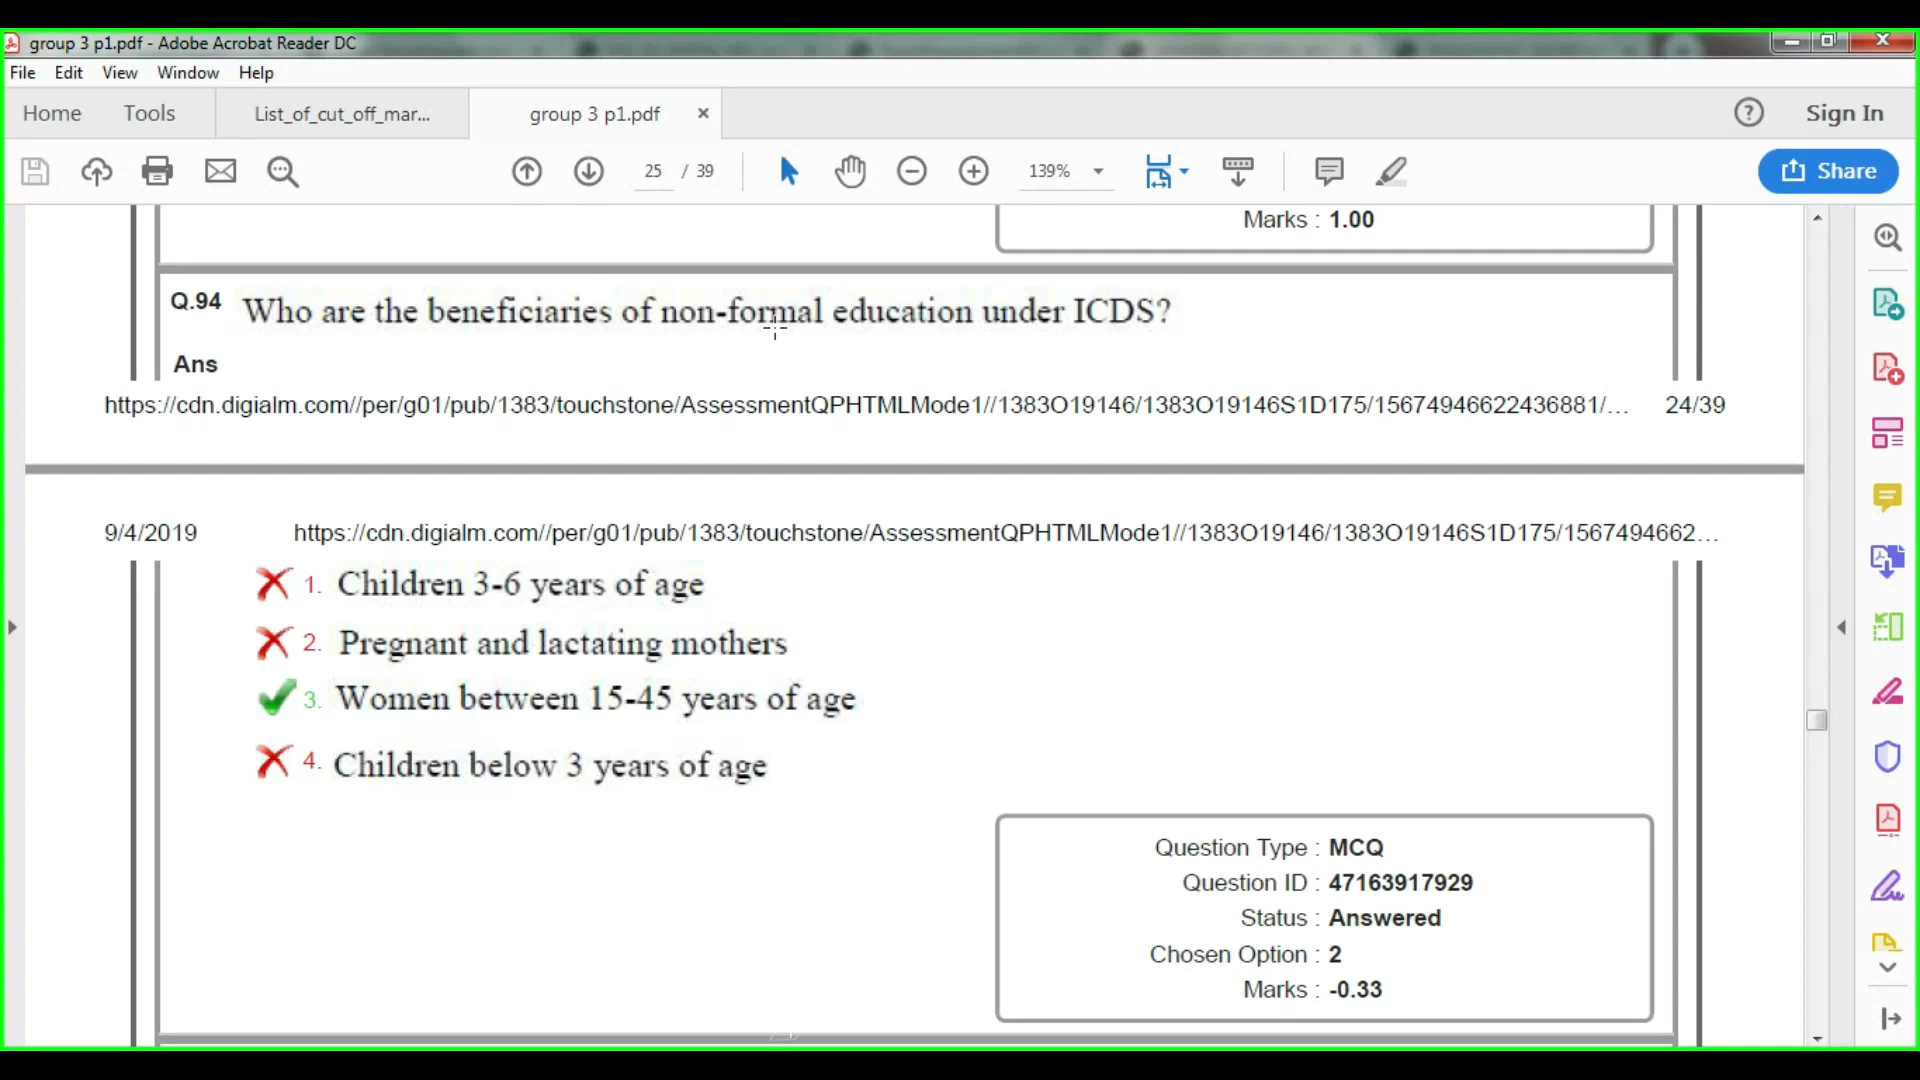 group 3 p1.pdf - Adobe Acrobat Reader DC
File Edit View Window Help
Home Tools List_of_cut_off_mar... group 3 p1.pdf × Sign In
25 / 39 139% Share
Marks : 1.00
Q.94 Who are the beneficiaries of non-formal education under ICDS?
Ans
https://cdn.digialm.com//per/g01/pub/1383/touchstone/AssessmentQPHTMLMode1//1383O19146/1383O19146S1D175/15674946622436881/… 24/39
9/4/2019 https://cdn.digialm.com//per/g01/pub/1383/touchstone/AssessmentQPHTMLMode1//1383O19146/1383O19146S1D175/1567494662…
1. Children 3-6 years of age
2. Pregnant and lactating mothers
3. Women between 15-45 years of age
4. Children below 3 years of age
Question Type : MCQ
Question ID : 47163917929
Status : Answered
Chosen Option : 2
Marks : -0.33